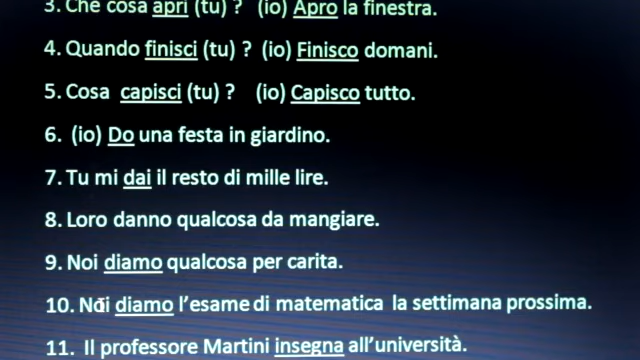 3. Che cosa apri (tu) ? (io) Apro la finestra.
4. Quando finisci (tu) ? (io) Finisco domani.
5. Cosa capisci (tu) ? (io) Capisco tutto.
6. (io) Do una festa in giardino.
7. Tu mi dai il resto di mille lire.
8. Loro danno qualcosa da mangiare.
9. Noi diamo qualcosa per carita.
10. Noi diamo l'esame di matematica la settimana prossima.
11. Il professore Martini insegna all'università.